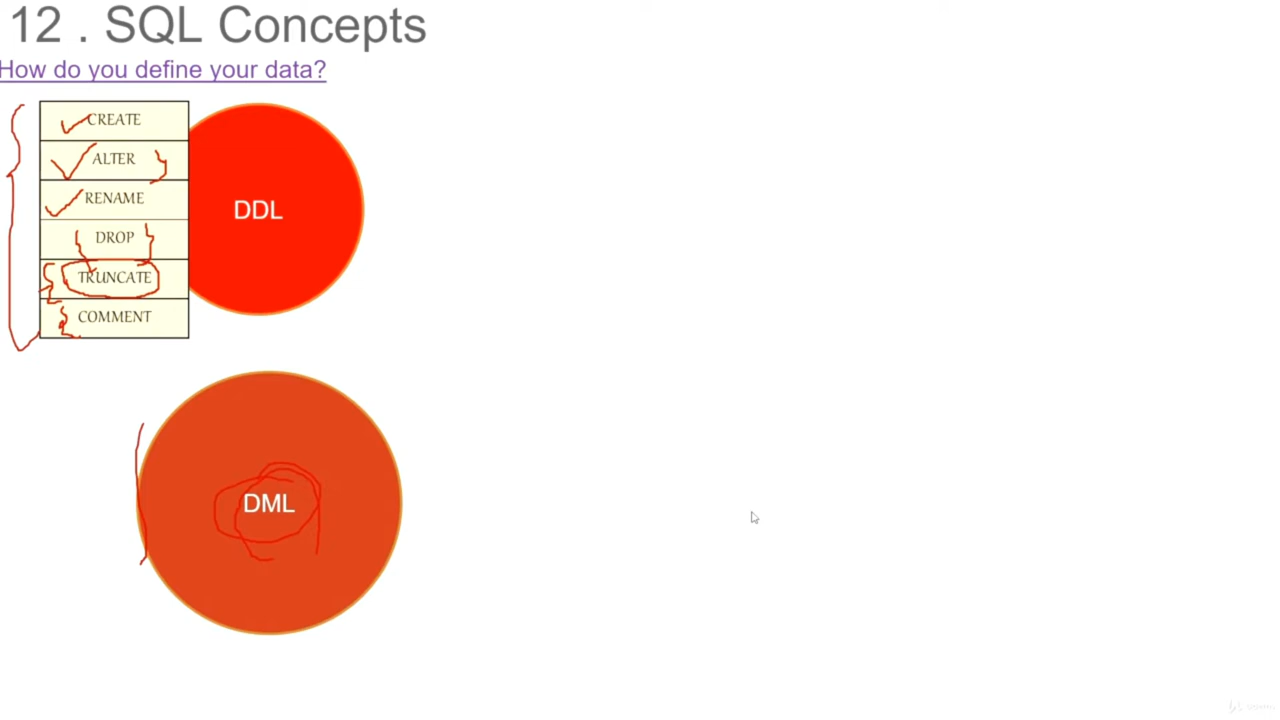 12 . SQL Concepts
How do you define your data?
CREATE
ALTER
RENAME
DROP
TRUNCATE
COMMENT
DDL
DML